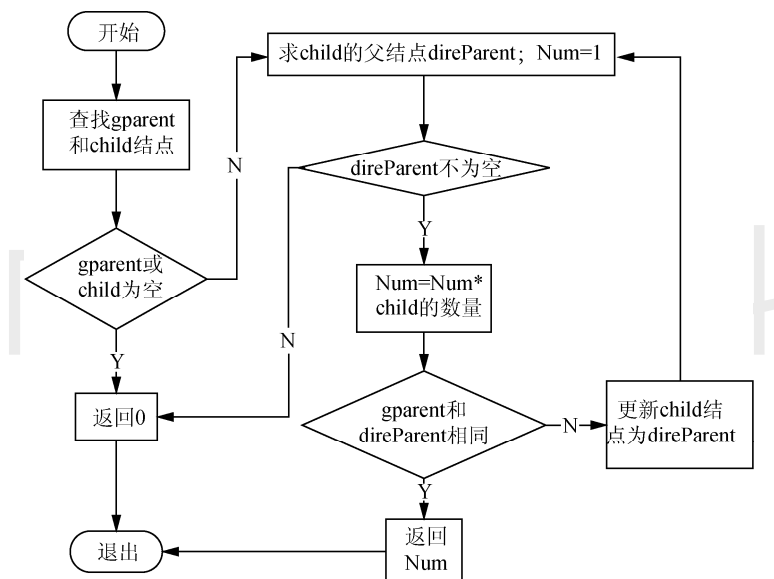 开始
查找gparent
和child结点
gparent或
child为空
Y
返回0
退出
N
求child的父结点direParent；Num=1
direParent不为空
N
Y
Num=Num*
child的数量
gparent和
direParent相同
N
更新child结
点为direParent
Y
返回
Num